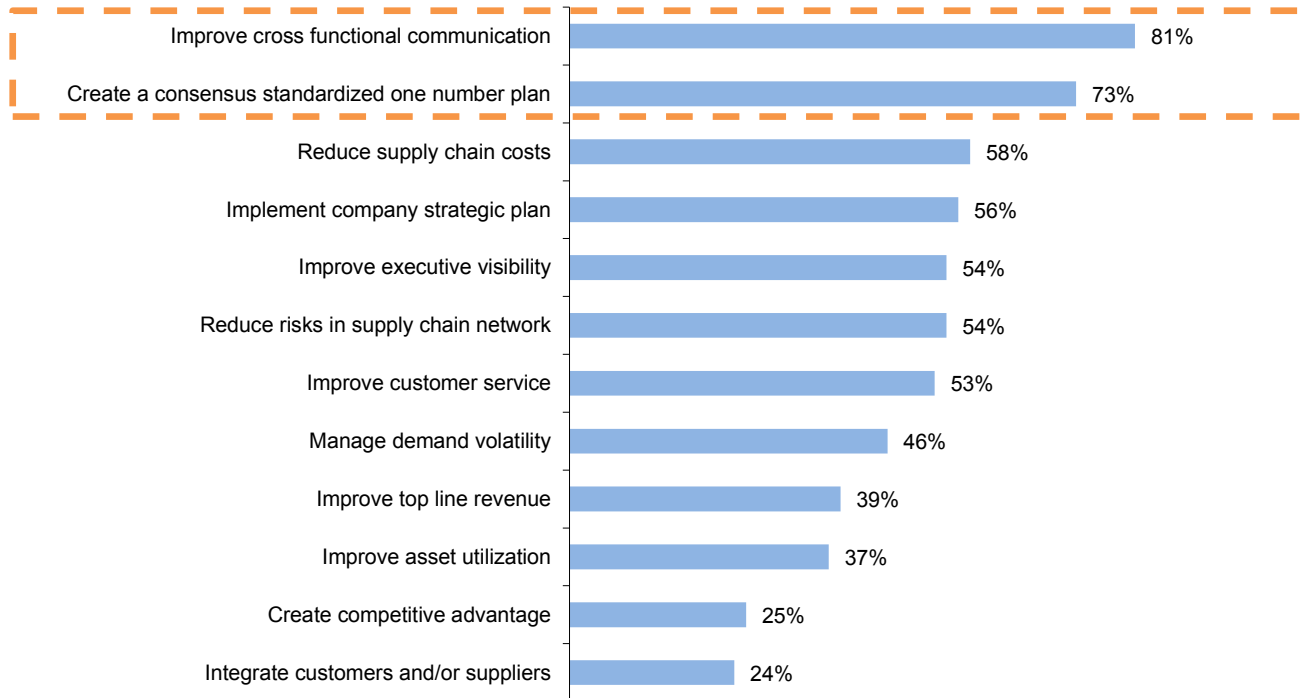 Improve cross functional communication 81%
Create a consensus standardized one number plan 73%
Reduce supply chain costs 58%
Implement company strategic plan 56%
Improve executive visibility 54%
Reduce risks in supply chain network 54%
Improve customer service 53%
Manage demand volatility 46%
Improve top line revenue 39%
Improve asset utilization 37%
Create competitive advantage 25%
Integrate customers and/or suppliers 24%